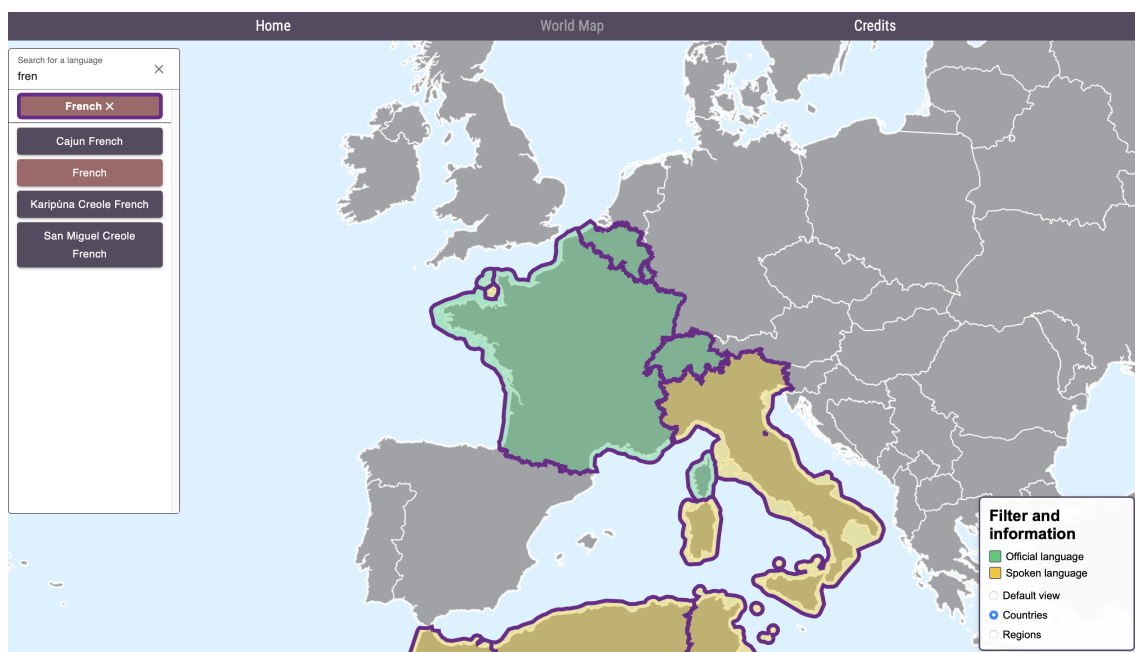 Home
World Map
Credits
Search for a language
fren
French
Cajun French
French
Karipúna Creole French
San Miguel Creole
French
Filter and
information
Official language
Spoken language
Default view
Countries
Regions